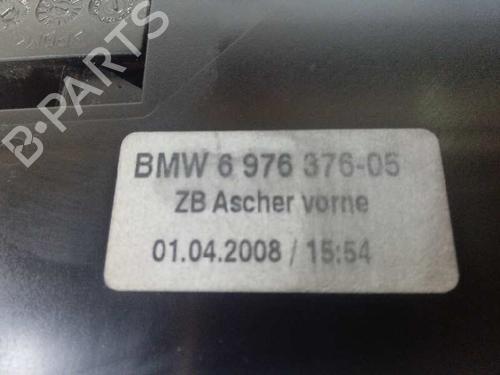 B-PARTS
BMW 6 976 376-05
ZB Ascher vorne
01.04.2008 / 15:54